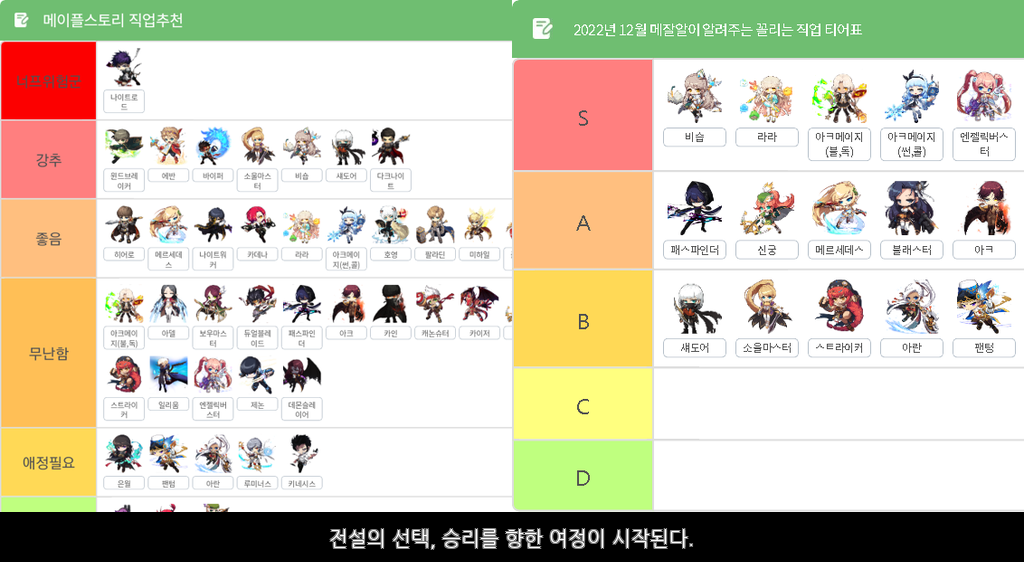 메이플스토리 직업추천
나이트로
드
강추
윈드브레
이커
에반
바이퍼
소울마스
터
비숍
섀도어
다크나이
트
좋음
히어로
메르세데
스
나이트워
커
카데나
라라
아크메이
지(썬,콜)
호영
팔라딘
미하일
무난함
아크메이
지(불,독)
아델
보우마스
터
듀얼블레
이드
패스파인
더
아크
카인
캐논슈터
카이저
스트라이
커
일리움
엔젤릭버
스터
제논
데몬슬레
이어
애정필요
은월
팬텀
아란
루미너스
키네시스
2022년 12월 메잘알이 알려주는 꼴리는 직업 티어표
S
비숍
라라
아크메이지
(불,독)
아크메이지
(썬,콜)
엔젤릭버스
터
A
패스파인더
신궁
메르세데스
블래스터
아크
B
섀도어
소울마스터
스트라이커
아란
팬텀
C
D
전설의 선택, 승리를 향한 여정이 시작된다.